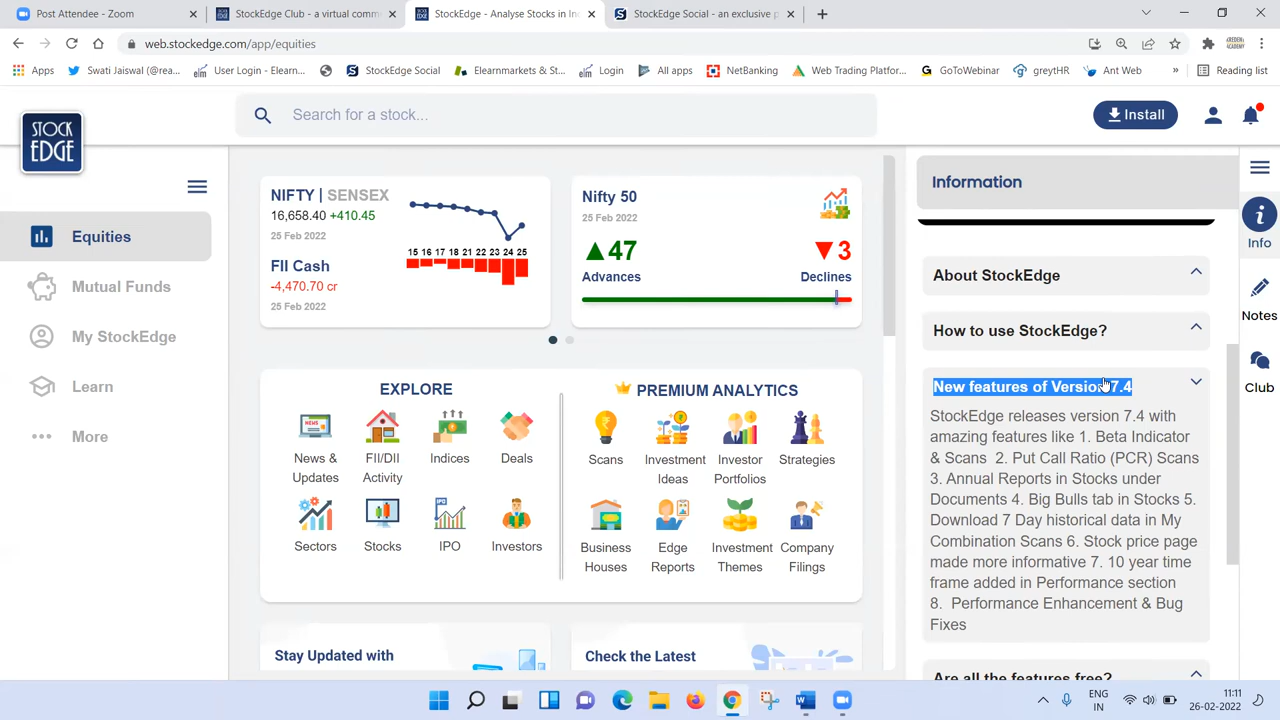 Post Attendee - Zoom
StockEdge Club - a virtual comm
StockEdge - Analyse Stocks in In
StockEdge Social - an exclusive p
web.stockedge.com/app/equities
Apps
Swati Jaiswal (@rea...
User Login - Elearn...
StockEdge Social
Elearnmarkets & St...
Login
All apps
NetBanking
Web Trading Platfor...
GoToWebinar
greytHR
Ant Web
»
Reading list
STOCK
EDGE
Search for a stock...
Install
Equities
Mutual Funds
My StockEdge
Learn
More
NIFTY | SENSEX
16,658.40 +410.45
25 Feb 2022
FII Cash
-4,470.70 cr
25 Feb 2022
15 16 17 18 21 22 23 24 25
Nifty 50
25 Feb 2022
▲47
▼3
Advances
Declines
EXPLORE
News &
Updates
FII/DII
Activity
Indices
Deals
Sectors
Stocks
IPO
Investors
PREMIUM ANALYTICS
Scans
Investment
Ideas
Investor
Portfolios
Strategies
Business
Houses
Edge
Reports
Investment
Themes
Company
Filings
Stay Updated with
Check the Latest
Information
About StockEdge
How to use StockEdge?
New features of Version 7.4
StockEdge releases version 7.4 with
amazing features like 1. Beta Indicator
& Scans 2. Put Call Ratio (PCR) Scans
3. Annual Reports in Stocks under
Documents 4. Big Bulls tab in Stocks 5.
Download 7 Day historical data in My
Combination Scans 6. Stock price page
made more informative 7. 10 year time
frame added in Performance section
8. Performance Enhancement & Bug
Fixes
Are all the features free?
Info
Notes
Club
ENG
IN
11:11
26-02-2022